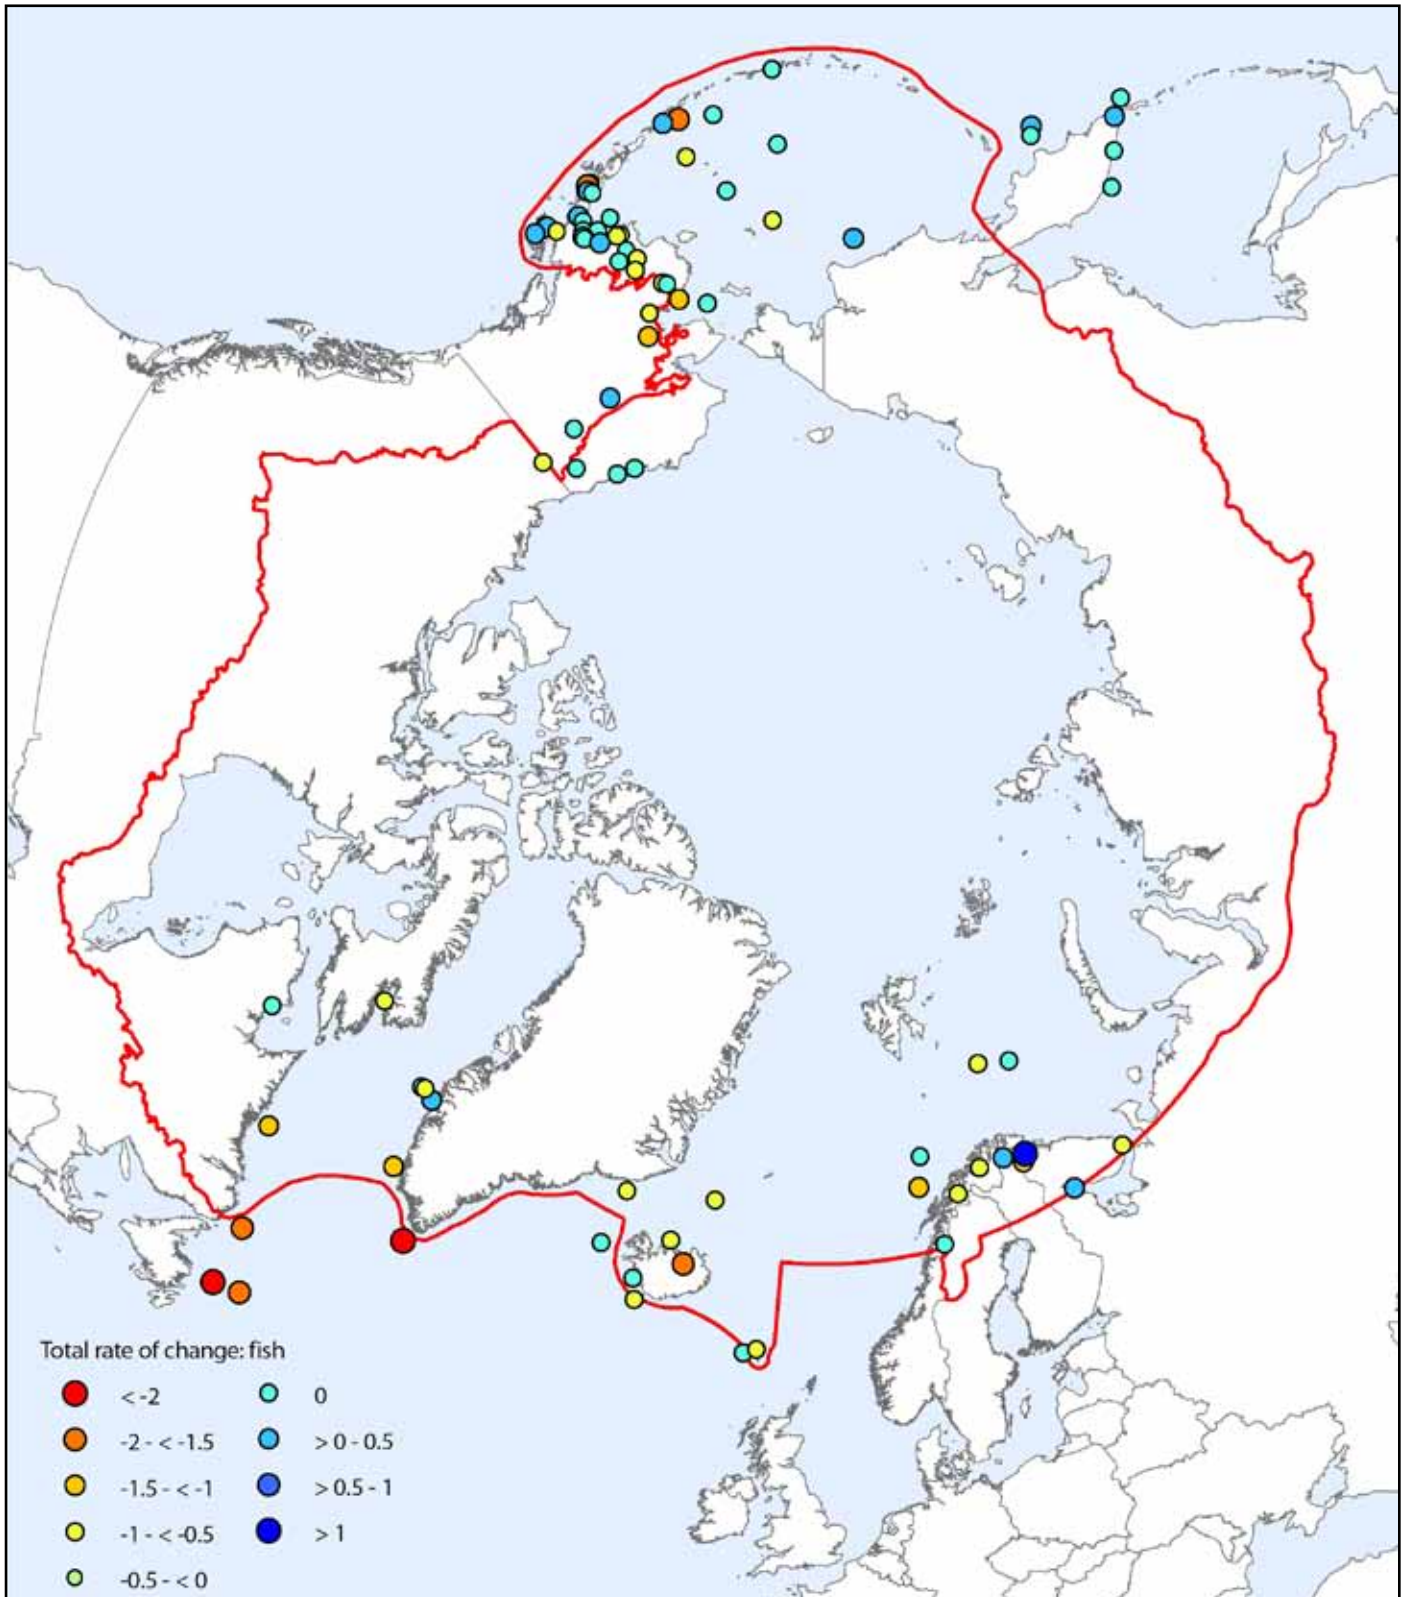 Total rate of change: fish
< -2
-2 - < -1.5
-1.5 - < -1
-1 - < -0.5
-0.5 - < 0
0
> 0 - 0.5
> 0.5 - 1
> 1